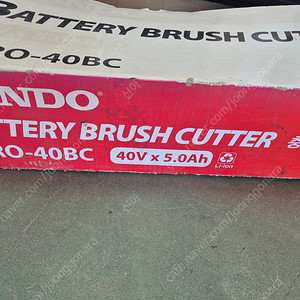 BATTERY BRUSH CUTTER
RO-40BC
NDO®
TTERY BRUSH CUTTER
RO-40BC
40V x 5.0Ah
Li-ion